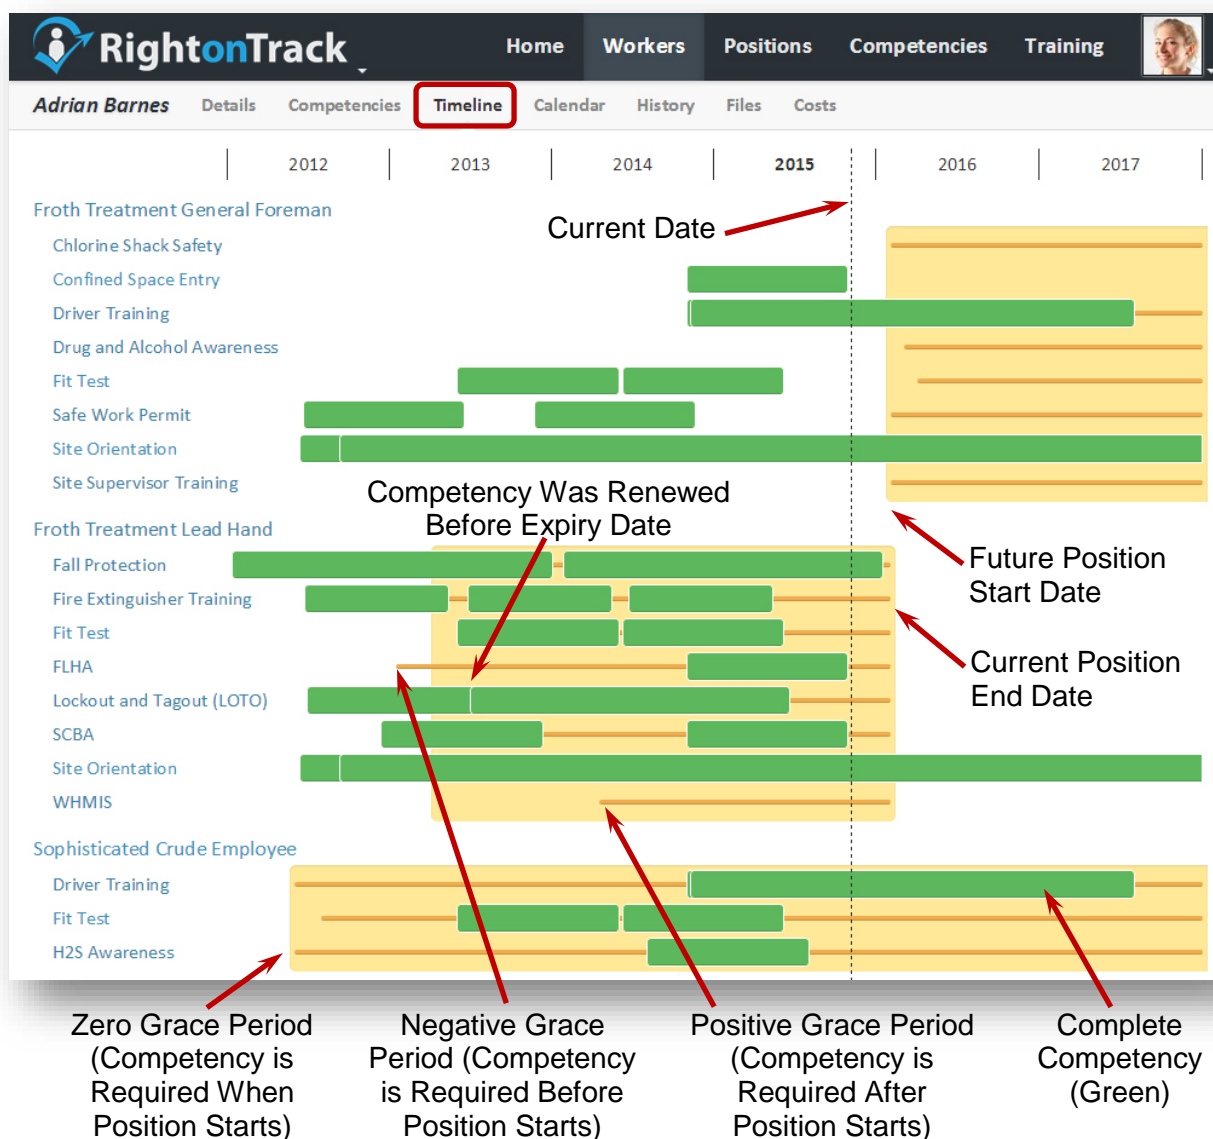 RightonTrack Home Workers Positions Competencies Training
Adrian Barnes Details Competencies Timeline Calendar History Files Costs
2012 2013 2014 2015 2016 2017
Froth Treatment General Foreman
Current Date
Chlorine Shack Safety
Confined Space Entry
Driver Training
Drug and Alcohol Awareness
Fit Test
Safe Work Permit
Site Orientation
Site Supervisor Training
Competency Was Renewed
Before Expiry Date
Froth Treatment Lead Hand
Fall Protection
Future Position
Start Date
Fire Extinguisher Training
Fit Test
FLHA
Current Position
End Date
Lockout and Tagout (LOTO)
SCBA
Site Orientation
WHMIS
Sophisticated Crude Employee
Driver Training
Fit Test
H2S Awareness
Zero Grace Period
(Competency is
Required When
Position Starts)
Negative Grace
Period (Competency
is Required Before
Position Starts)
Positive Grace Period
(Competency is
Required After
Position Starts)
Complete
Competency
(Green)